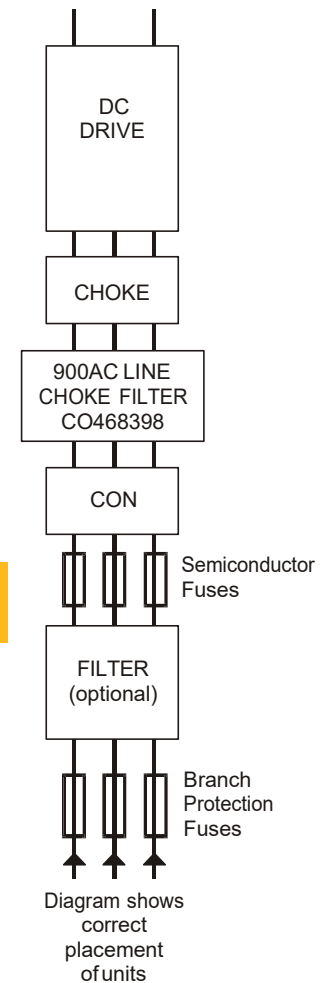 DC
DRIVE
CHOKE
900AC LINE
CHOKE FILTER
CO468398
CON
Semiconductor
Fuses
FILTER
(optional)
Branch
Protection
Fuses
Diagram shows
correct
placement
of units